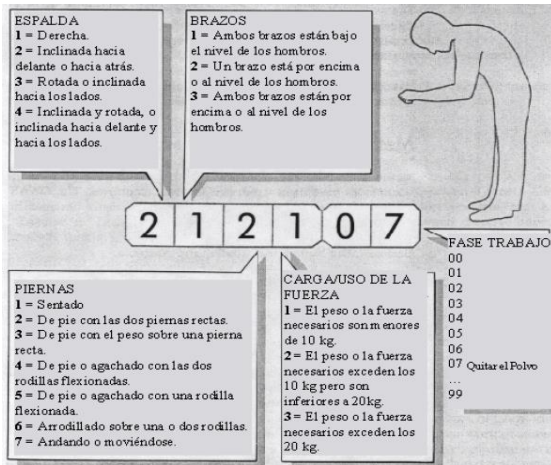 ESPALDA
1 = Derecha.
2 = Inclinada hacia
delante o hacia atrás.
3 = Rotada o inclinada
hacia los lados.
4 = Inclinada y rotada, o
inclinada hacia delante y
hacia los lados.
BRAZOS
1 = Ambos brazos están bajo
el nivel de los hombros.
2 = Un brazo está por encima
o al nivel de los hombros.
3 = Ambos brazos están por
encima o al nivel de los
hombros.
2 1 2 1 0 7
PIERNAS
1 = Sentado
2 = De pie con las dos piernas rectas.
3 = De pie con el peso sobre una pierna
recta.
4 = De pie o agachado con las dos
rodillas flexionadas.
5 = De pie o agachado con una rodilla
flexionada.
6 = Arrodillado sobre una o dos rodillas.
7 = Andando o moviéndose.
CARGA/USO DE LA
FUERZA
1 = El peso o la fuerza
necesarios son menores
de 10 kg.
2 = El peso o la fuerza
necesarios exceden los
10 kg pero son
inferiores a 20kg.
3 = El peso o la fuerza
necesarios exceden los
20 kg.
FASE TRABAJO
00
01
02
03
04
05
06
07 Quitar el Polvo
...
99